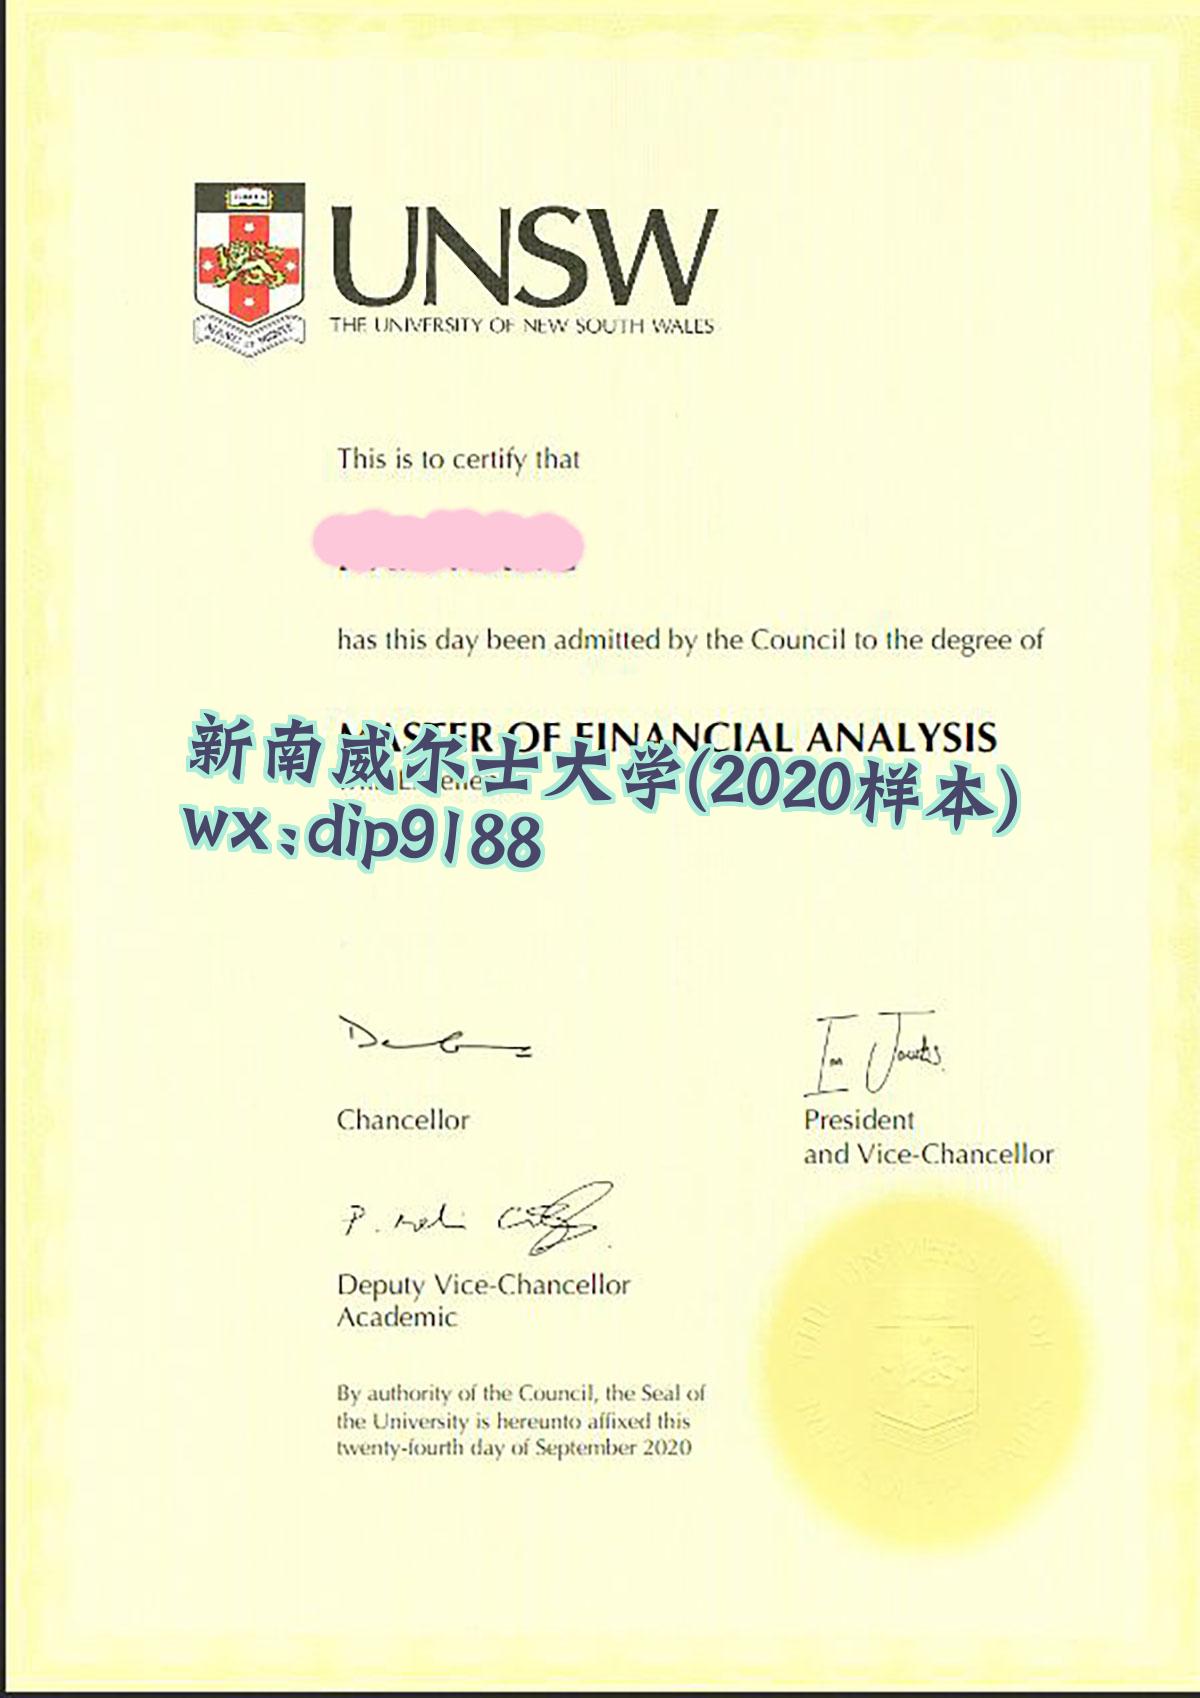 UNSW
THE UNIVERSITY OF NEW SOUTH WALES
This is to certify that
has this day been admitted by the Council to the degree of
MASTER OF FINANCIAL ANALYSIS
新南威尔士大学(2020样本)
wx:dip9188
Chancellor
President
and Vice-Chancellor
Deputy Vice-Chancellor
Academic
By authority of the Council, the Seal of
the University is hereunto affixed this
twenty-fourth day of September 2020